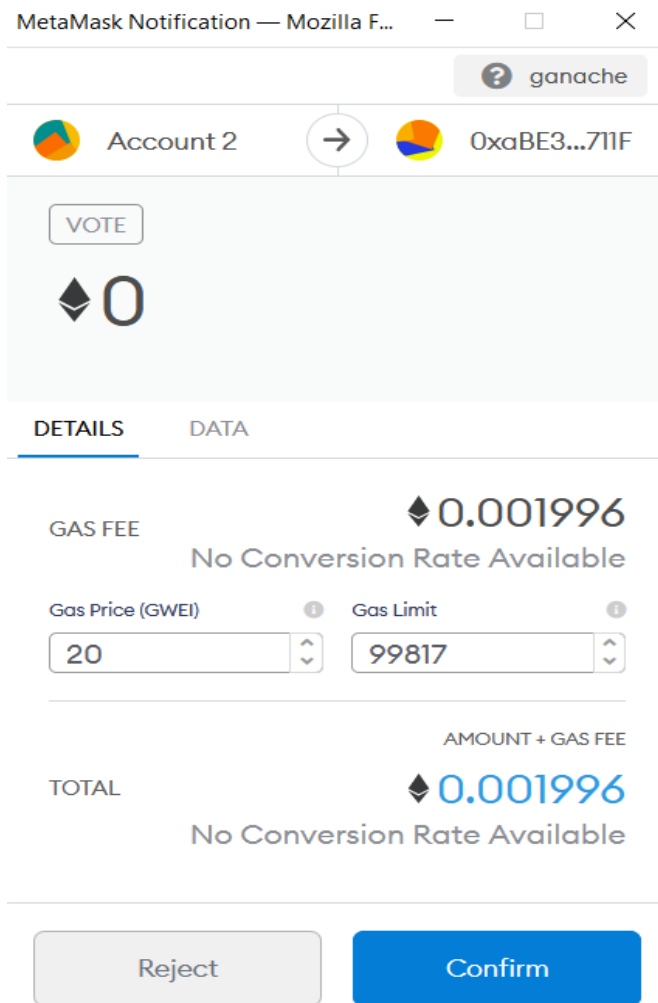 MetaMask Notification — Mozilla F...
ganache
Account 2
0xaBE3...711F
VOTE
0
DETAILS DATA
GAS FEE
0.001996
No Conversion Rate Available
Gas Price (GWEI) Gas Limit
20 99817
AMOUNT + GAS FEE
TOTAL
0.001996
No Conversion Rate Available
Reject Confirm